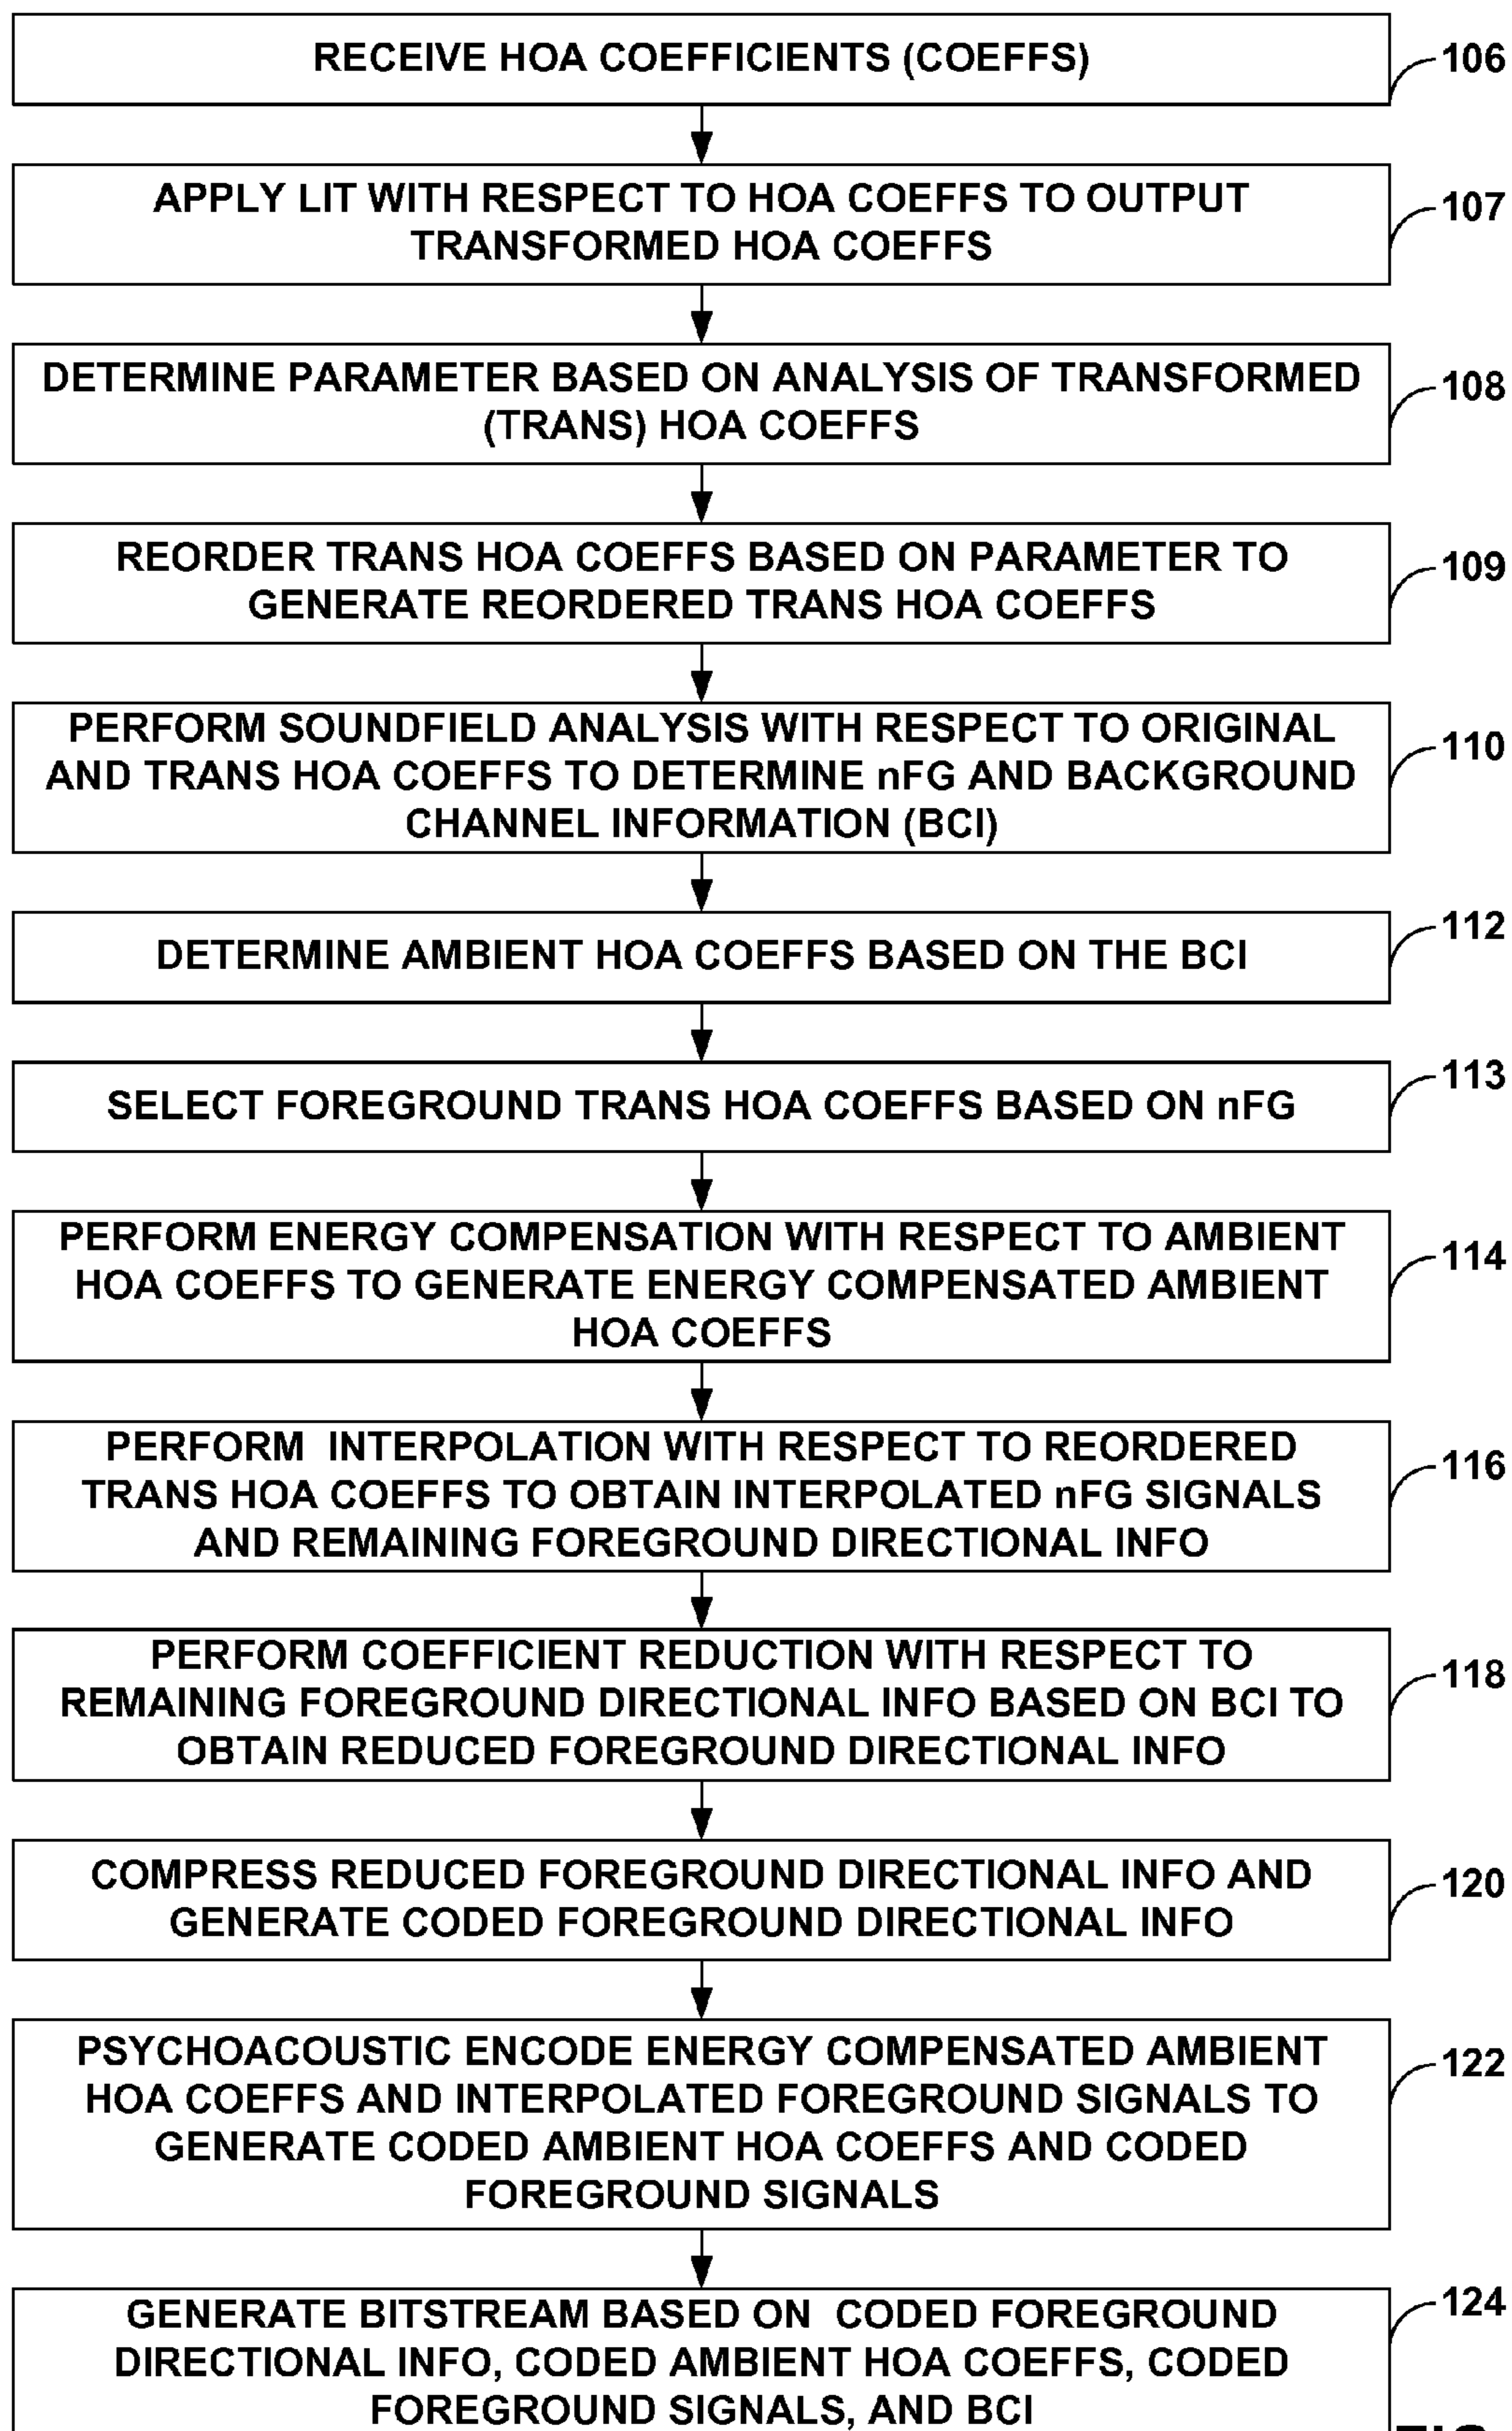 RECEIVE HOA COEFFICIENTS (COEFFS)
106
APPLY LIT WITH RESPECT TO HOA COEFFS TO OUTPUT
TRANSFORMED HOA COEFFS
107
DETERMINE PARAMETER BASED ON ANALYSIS OF TRANSFORMED
(TRANS) HOA COEFFS
108
REORDER TRANS HOA COEFFS BASED ON PARAMETER TO
GENERATE REORDERED TRANS HOA COEFFS
109
PERFORM SOUNDFIELD ANALYSIS WITH RESPECT TO ORIGINAL
AND TRANS HOA COEFFS TO DETERMINE nFG AND BACKGROUND
CHANNEL INFORMATION (BCI)
110
DETERMINE AMBIENT HOA COEFFS BASED ON THE BCI
112
SELECT FOREGROUND TRANS HOA COEFFS BASED ON nFG
113
PERFORM ENERGY COMPENSATION WITH RESPECT TO AMBIENT
HOA COEFFS TO GENERATE ENERGY COMPENSATED AMBIENT
HOA COEFFS
114
PERFORM INTERPOLATION WITH RESPECT TO REORDERED
TRANS HOA COEFFS TO OBTAIN INTERPOLATED nFG SIGNALS
AND REMAINING FOREGROUND DIRECTIONAL INFO
116
PERFORM COEFFICIENT REDUCTION WITH RESPECT TO
REMAINING FOREGROUND DIRECTIONAL INFO BASED ON BCI TO
OBTAIN REDUCED FOREGROUND DIRECTIONAL INFO
118
COMPRESS REDUCED FOREGROUND DIRECTIONAL INFO AND
GENERATE CODED FOREGROUND DIRECTIONAL INFO
120
PSYCHOACOUSTIC ENCODE ENERGY COMPENSATED AMBIENT
HOA COEFFS AND INTERPOLATED FOREGROUND SIGNALS TO
GENERATE CODED AMBIENT HOA COEFFS AND CODED
FOREGROUND SIGNALS
122
GENERATE BITSTREAM BASED ON CODED FOREGROUND
DIRECTIONAL INFO, CODED AMBIENT HOA COEFFS, CODED
FOREGROUND SIGNALS, AND BCI
124